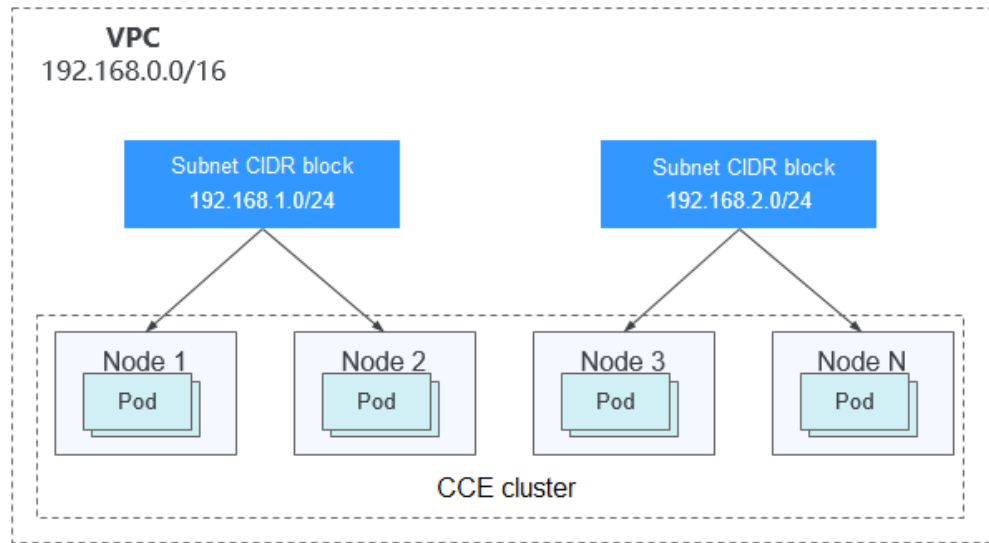 VPC
192.168.0.0/16
Subnet CIDR block
192.168.1.0/24
Subnet CIDR block
192.168.2.0/24
Node 1
Pod
Node 2
Pod
Node 3
Pod
Node N
Pod
CCE cluster